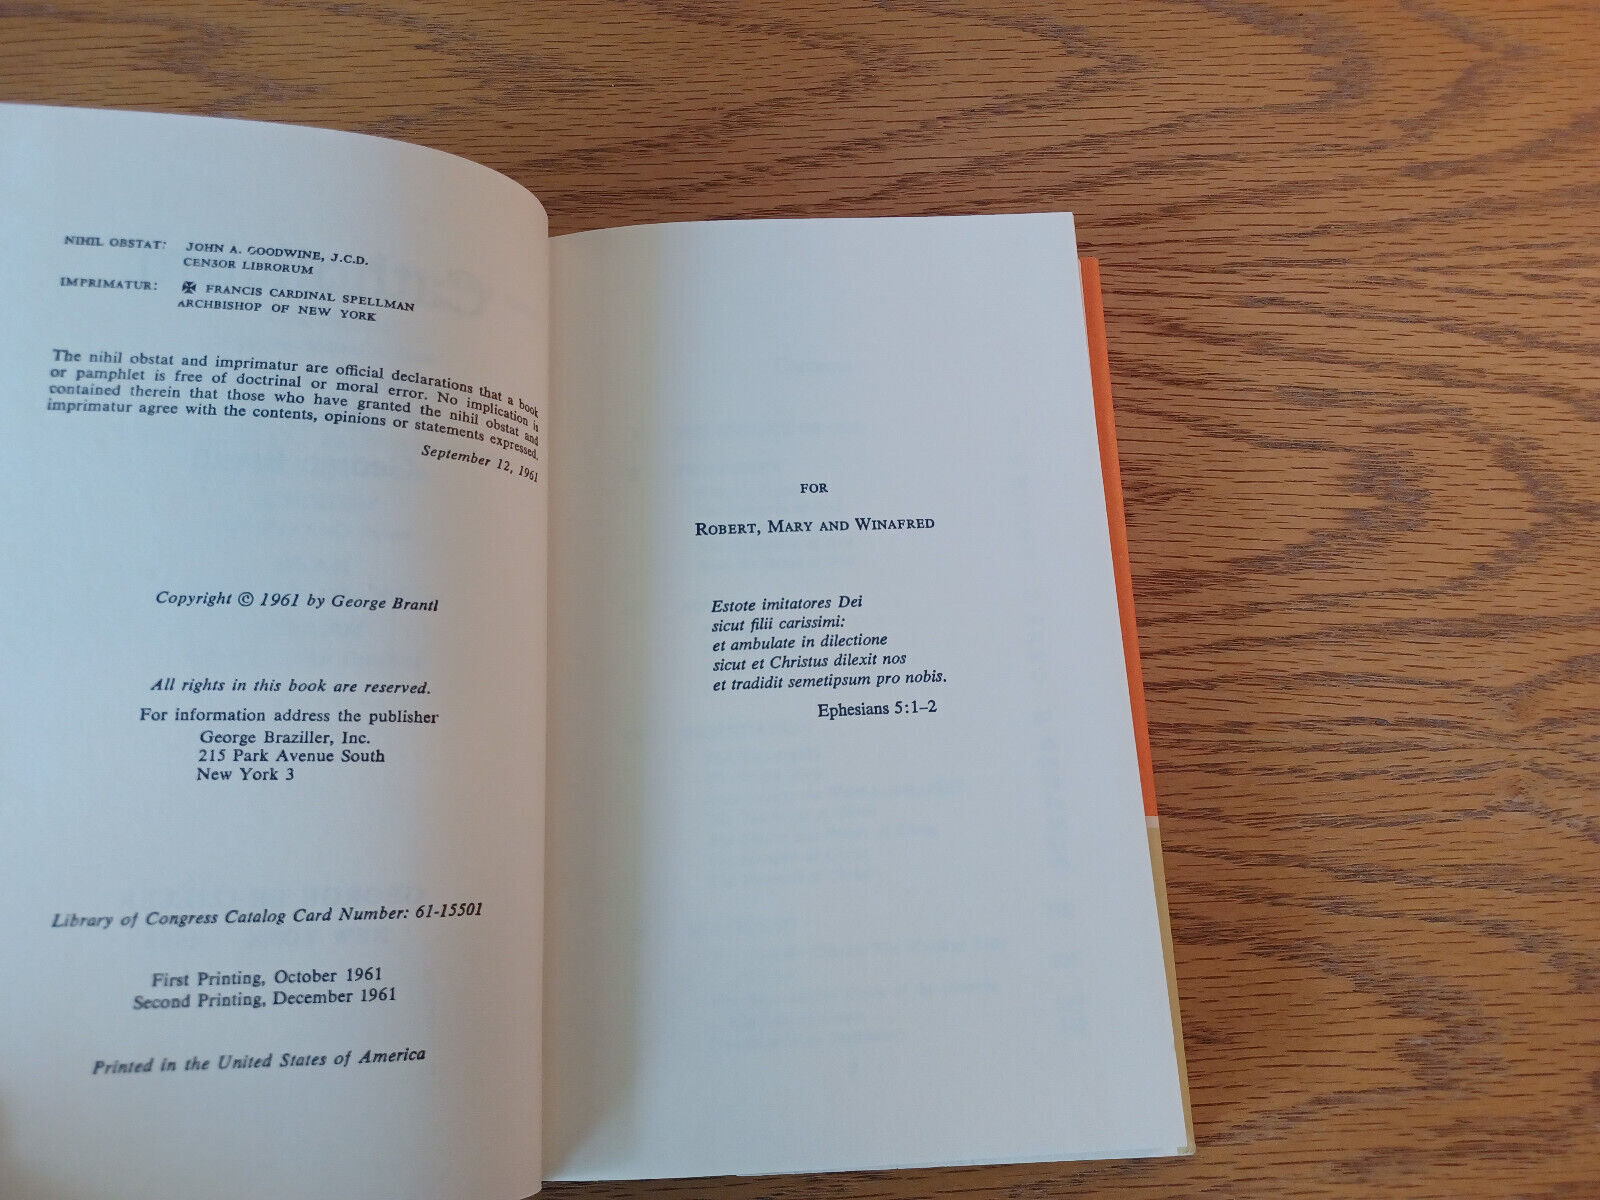 NIHIL OBSTAT: JOHN A. GOODWINE, J.C.D.
CENSOR LIBRORUM
IMPRIMATUR: ✠ FRANCIS CARDINAL SPELLMAN
ARCHBISHOP OF NEW YORK
The nihil obstat and imprimatur are official declarations that a book
or pamphlet is free of doctrinal or moral error. No implication is
contained therein that those who have granted the nihil obstat and
imprimatur agree with the contents, opinions or statements expressed.
September 12, 1961
Copyright © 1961 by George Brantl
All rights in this book are reserved.
For information address the publisher
George Braziller, Inc.
215 Park Avenue South
New York 3
Library of Congress Catalog Card Number: 61-15501
First Printing, October 1961
Second Printing, December 1961
Printed in the United States of America
FOR
ROBERT, MARY AND WINAFRED
Estote imitatores Dei
sicut filii carissimi:
et ambulate in dilectione
sicut et Christus dilexit nos
et tradidit semetipsum pro nobis.
Ephesians 5:1–2